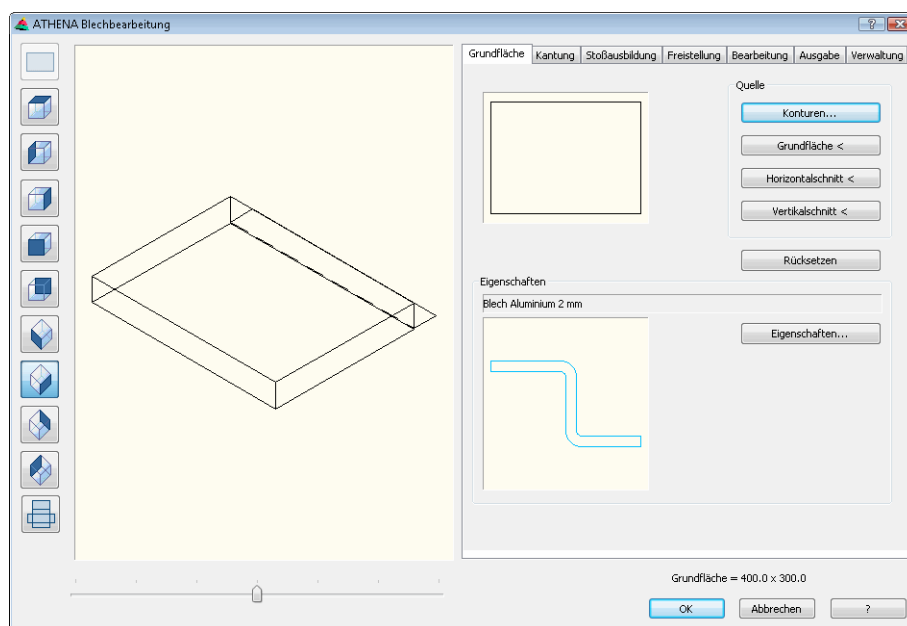 ATHENA Blechbearbeitung
Grundfläche Kantung Stoßausbildung Freistellung Bearbeitung Ausgabe Verwaltung
Quelle
Konturen...
Grundfläche <
Horizontalschnitt <
Vertikalschnitt <
Rücksetzen
Eigenschaften
Blech Aluminium 2 mm
Eigenschaften...
Grundfläche = 400.0 x 300.0
OK Abbrechen ?